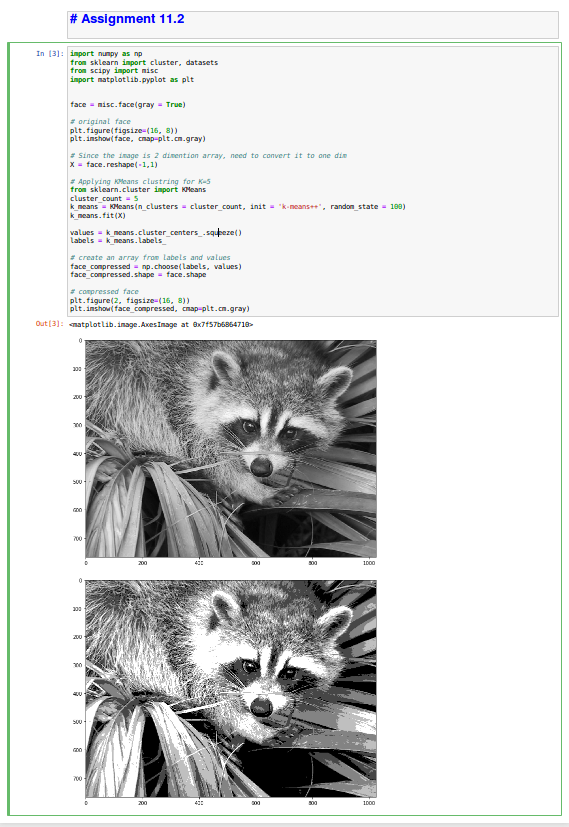 # Assignment 11.2
In [3]:
import numpy as np
from sklearn import cluster, datasets
from scipy import misc
import matplotlib.pyplot as plt
face = misc.face(gray = True)
# original face
plt.figure(figsize=(16, 8))
plt.imshow(face, cmap=plt.cm.gray)
# Since the image is 2 dimention array, need to convert it to one dim
X = face.reshape(-1,1)
# Applying KMeans clustring for K=5
from sklearn.cluster import KMeans
cluster_count = 5
k_means = KMeans(n_clusters = cluster_count, init = 'k-means++', random_state = 100)
k_means.fit(X)
values = k_means.cluster_centers_.squeeze()
labels = k_means.labels_
# create an array from labels and values
face_compressed = np.choose(labels, values)
face_compressed.shape = face.shape
# compressed face
plt.figure(2, figsize=(16, 8))
plt.imshow(face_compressed, cmap=plt.cm.gray)
Out[3]: <matplotlib.image.AxesImage at 0x7f57b6864710>
0
100
200
300
400
500
600
700
0 200 400 600 800 1000
0
100
200
300
400
500
600
700
0 200 400 600 800 1000